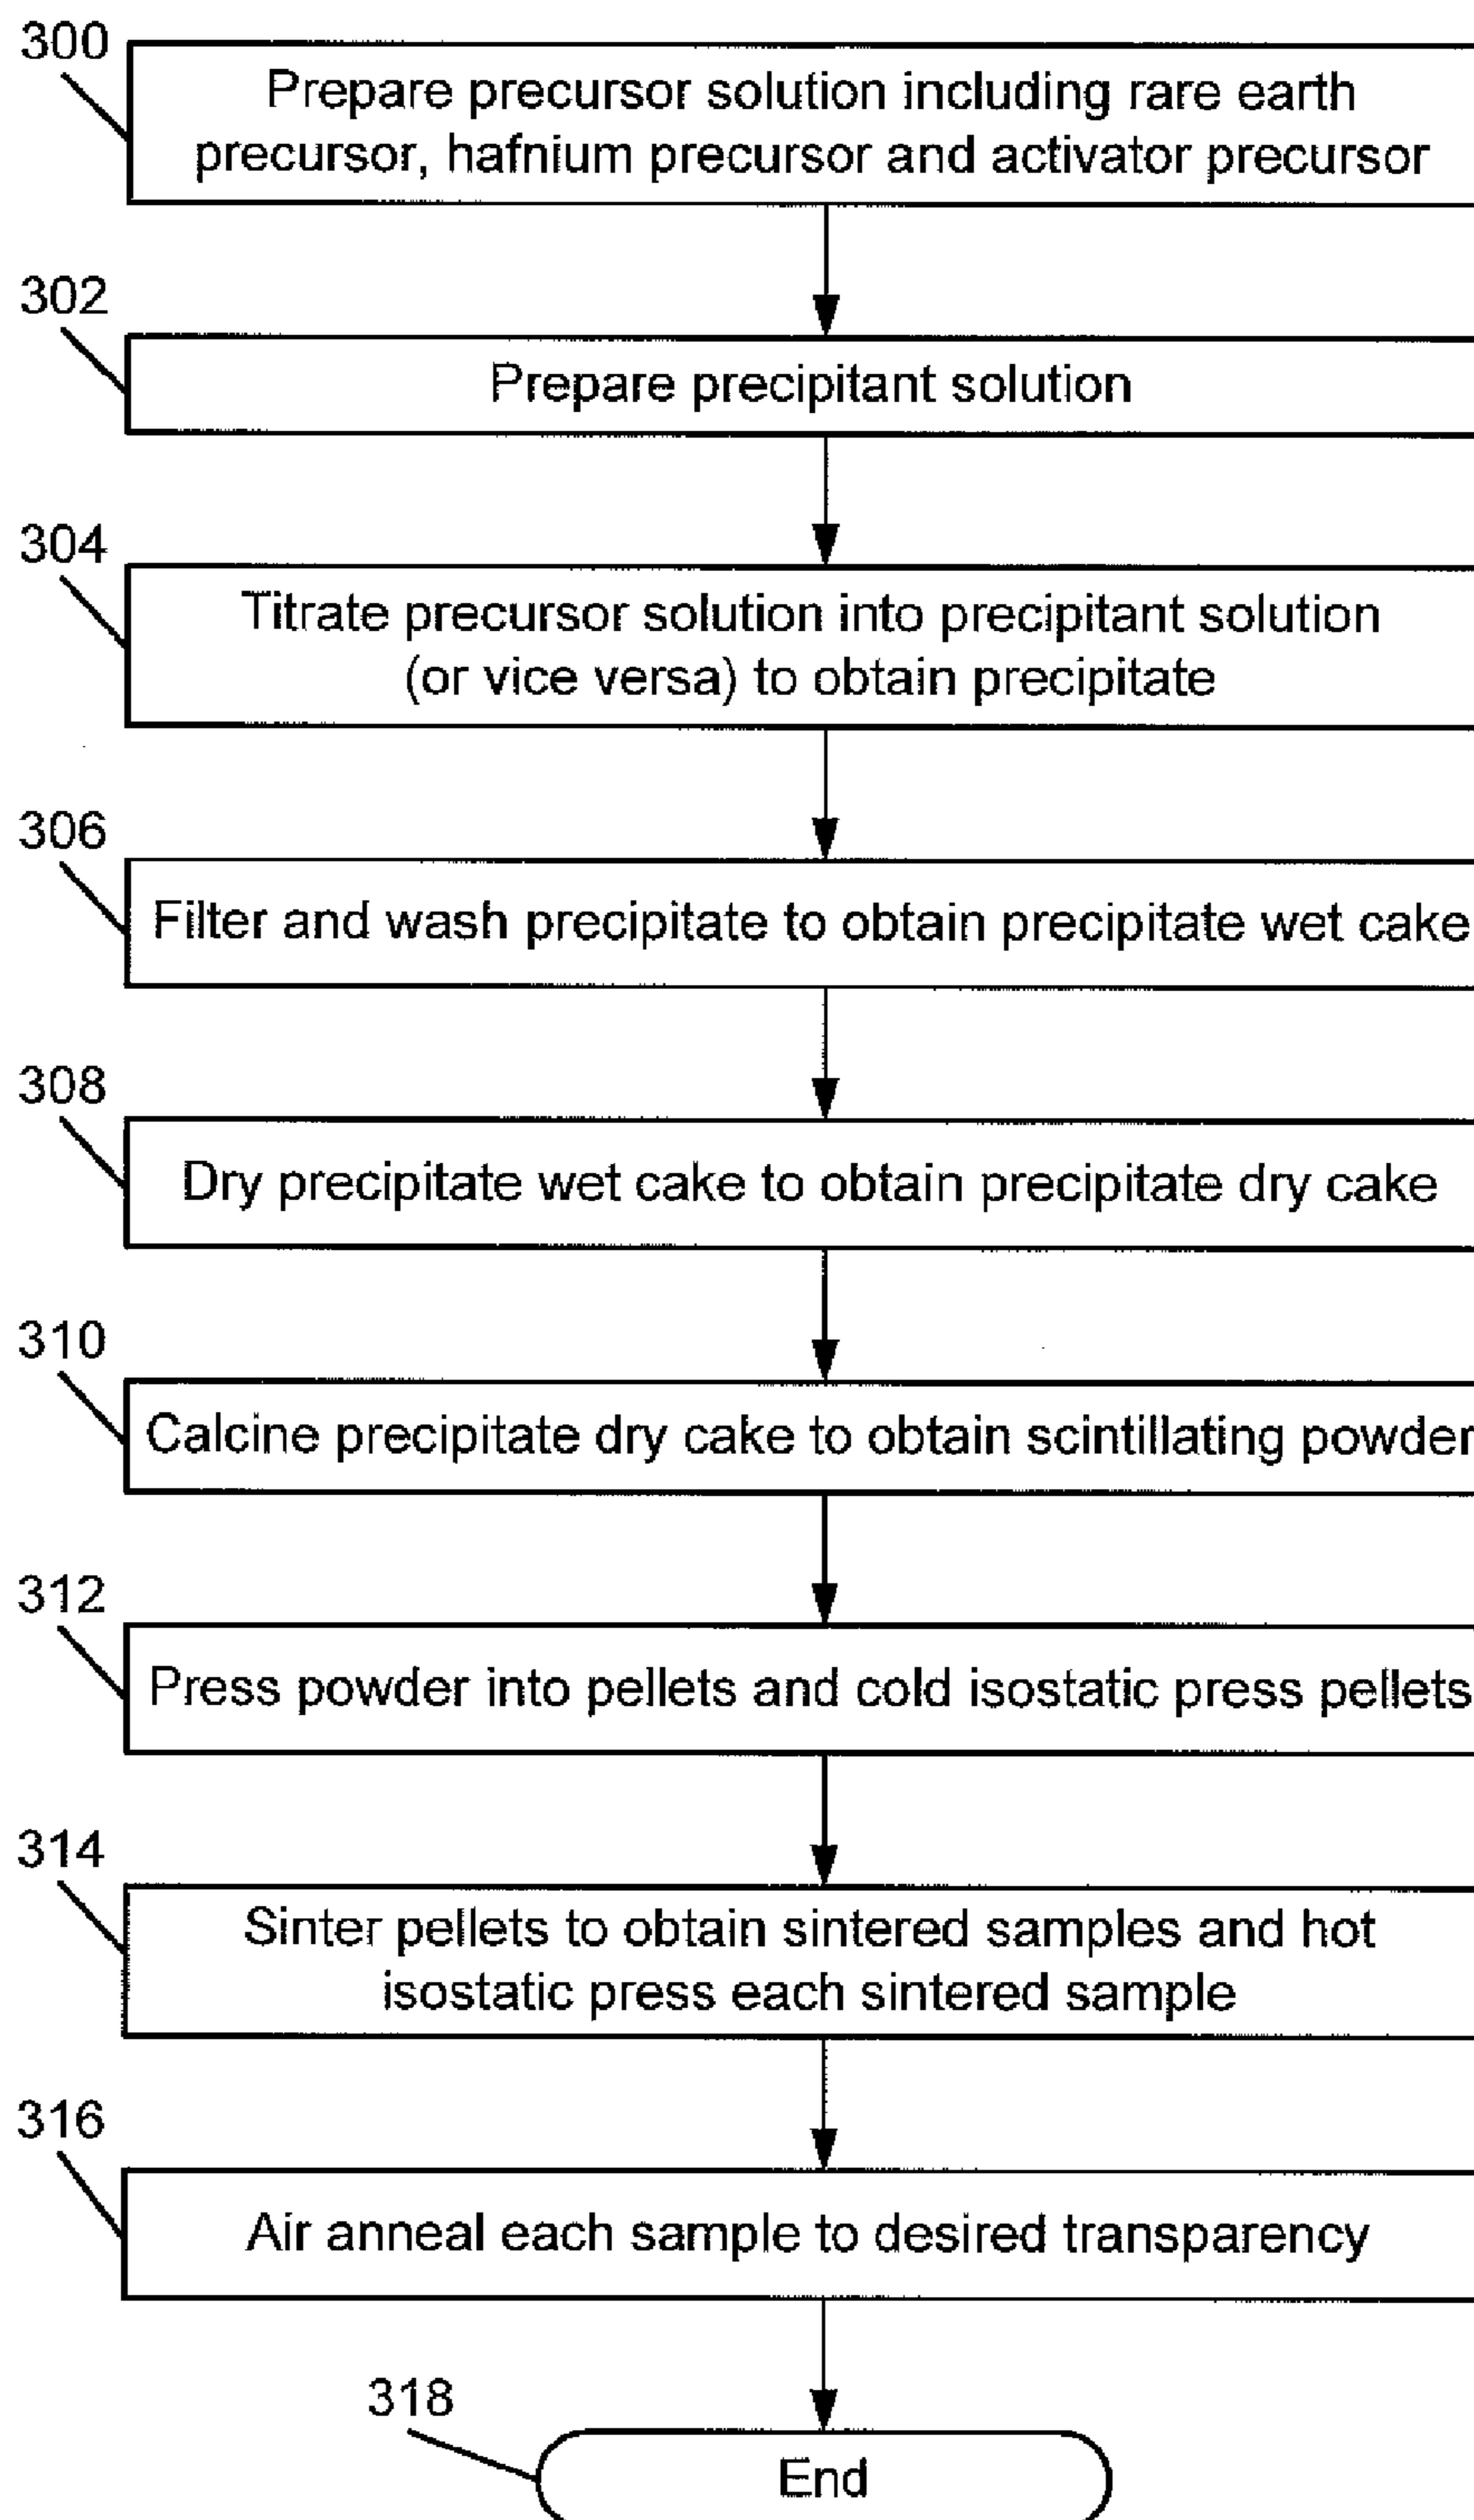 300
Prepare precursor solution including rare earth
precursor, hafnium precursor and activator precursor
302
Prepare precipitant solution
304
Titrate precursor solution into precipitant solution
(or vice versa) to obtain precipitate
306
Filter and wash precipitate to obtain precipitate wet cake
308
Dry precipitate wet cake to obtain precipitate dry cake
310
Calcine precipitate dry cake to obtain scintillating powder
312
Press powder into pellets and cold isostatic press pellets
314
Sinter pellets to obtain sintered samples and hot
isostatic press each sintered sample
316
Air anneal each sample to desired transparency
318
End